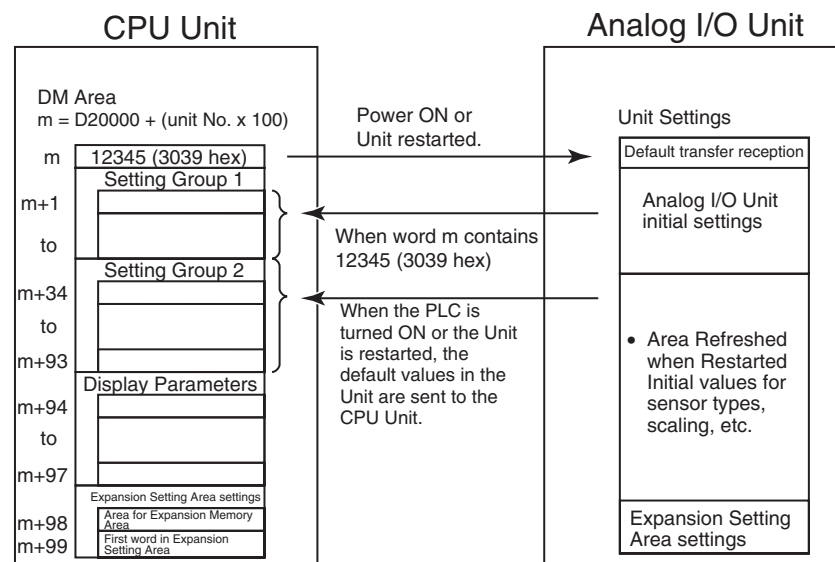 CPU Unit
Analog I/O Unit
DM Area
m = D20000 + (unit No. x 100)
m
12345 (3039 hex)
Setting Group 1
m+1
to
Setting Group 2
m+34
to
m+93
Display Parameters
m+94
to
m+97
Expansion Setting Area settings
m+98
Area for Expansion Memory
Area
m+99
First word in Expansion
Setting Area
Power ON or
Unit restarted.
When word m contains
12345 (3039 hex)
When the PLC is
turned ON or the Unit
is restarted, the
default values in the
Unit are sent to the
CPU Unit.
Unit Settings
Default transfer reception
Analog I/O Unit
initial settings
• Area Refreshed
when Restarted
Initial values for
sensor types,
scaling, etc.
Expansion Setting
Area settings